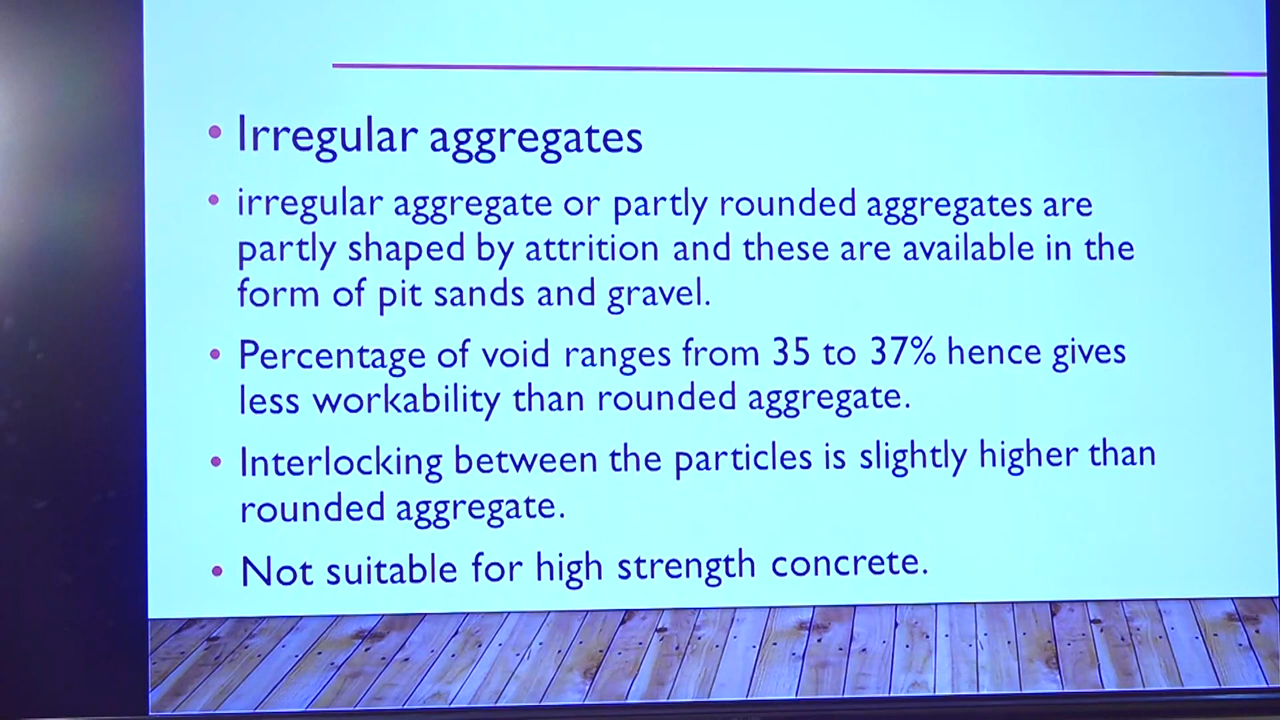 • Irregular aggregates
• irregular aggregate or partly rounded aggregates are
partly shaped by attrition and these are available in the
form of pit sands and gravel.
• Percentage of void ranges from 35 to 37% hence gives
less workability than rounded aggregate.
• Interlocking between the particles is slightly higher than
rounded aggregate.
• Not suitable for high strength concrete.